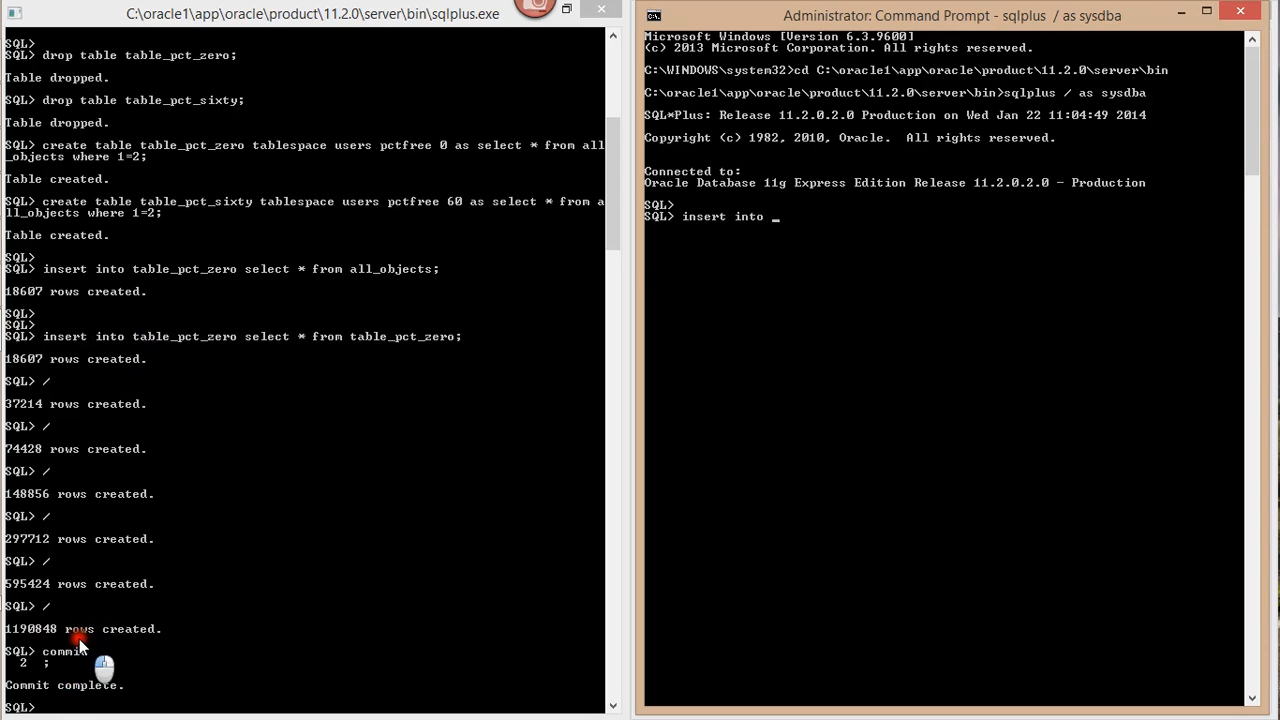 C:\oracle1\app\oracle\product\11.2.0\server\bin\sqlplus.exe
SQL>
SQL> drop table table_pct_zero;
Table dropped.
SQL> drop table table_pct_sixty;
Table dropped.
SQL> create table table_pct_zero tablespace users pctfree 0 as select * from all
_objects where 1=2;
Table created.
SQL> create table table_pct_sixty tablespace users pctfree 60 as select * from a
ll_objects where 1=2;
Table created.
SQL>
SQL> insert into table_pct_zero select * from all_objects;
18607 rows created.
SQL>
SQL>
SQL> insert into table_pct_zero select * from table_pct_zero;
18607 rows created.
SQL> /
37214 rows created.
SQL> /
74428 rows created.
SQL> /
148856 rows created.
SQL> /
297712 rows created.
SQL> /
595424 rows created.
SQL> /
1190848 rows created.
SQL> commit
2 ;
Commit complete.
SQL>
Administrator: Command Prompt - sqlplus / as sysdba
Microsoft Windows [Version 6.3.9600]
(c) 2013 Microsoft Corporation. All rights reserved.
C:\WINDOWS\system32>cd C:\oracle1\app\oracle\product\11.2.0\server\bin
C:\oracle1\app\oracle\product\11.2.0\server\bin>sqlplus / as sysdba
SQL*Plus: Release 11.2.0.2.0 Production on Wed Jan 22 11:04:49 2014
Copyright (c) 1982, 2010, Oracle. All rights reserved.
Connected to:
Oracle Database 11g Express Edition Release 11.2.0.2.0 - Production
SQL>
SQL> insert into _